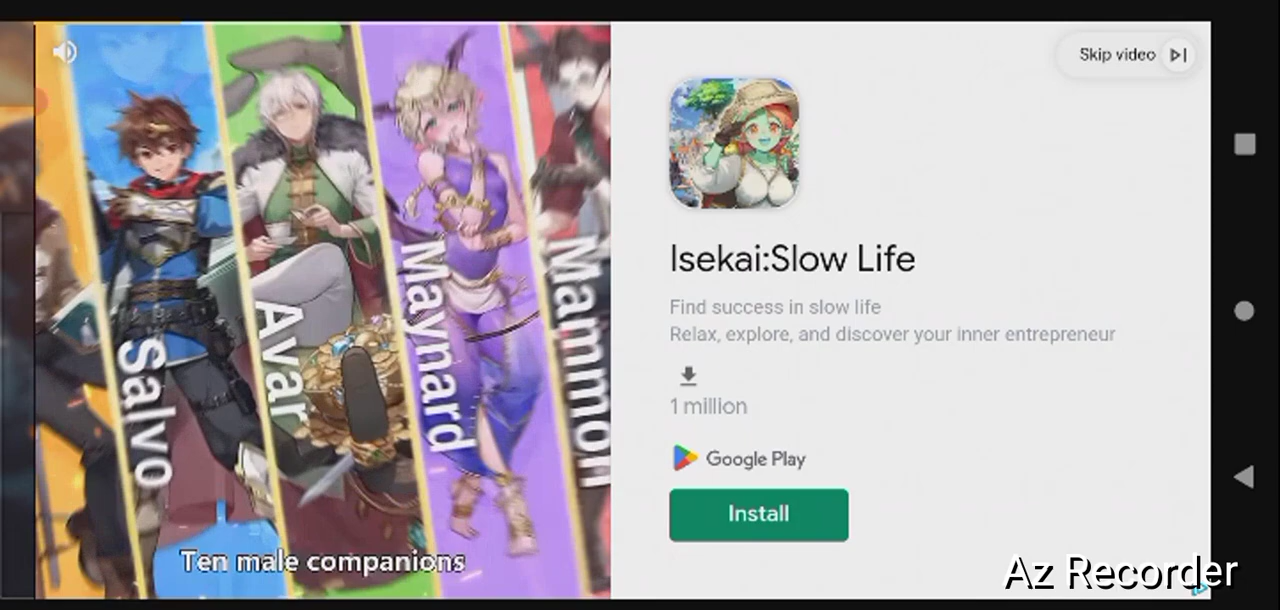 Salvo
Avar
Maynard
Mammon
Ten male companions
Skip video
Isekai:Slow Life
Find success in slow life
Relax, explore, and discover your inner entrepreneur
1 million
Google Play
Install
Az Recorder